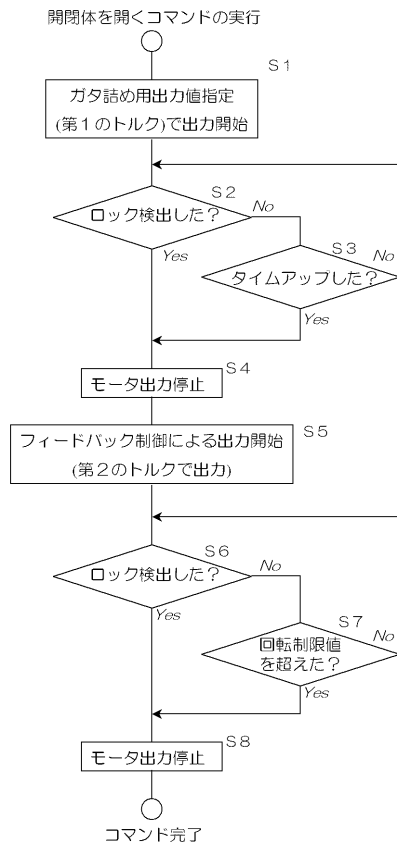 開閉体を開くコマンドの実行
S1
ガタ詰め用出力値指定
(第1のトルク)で出力開始
S2
ロック検出した?
No
Yes
S3
タイムアップした?
No
Yes
S4
モータ出力停止
S5
フィードバック制御による出力開始
(第2のトルクで出力)
S6
ロック検出した?
No
Yes
S7
回転制限値
を超えた?
No
Yes
S8
モータ出力停止
コマンド完了